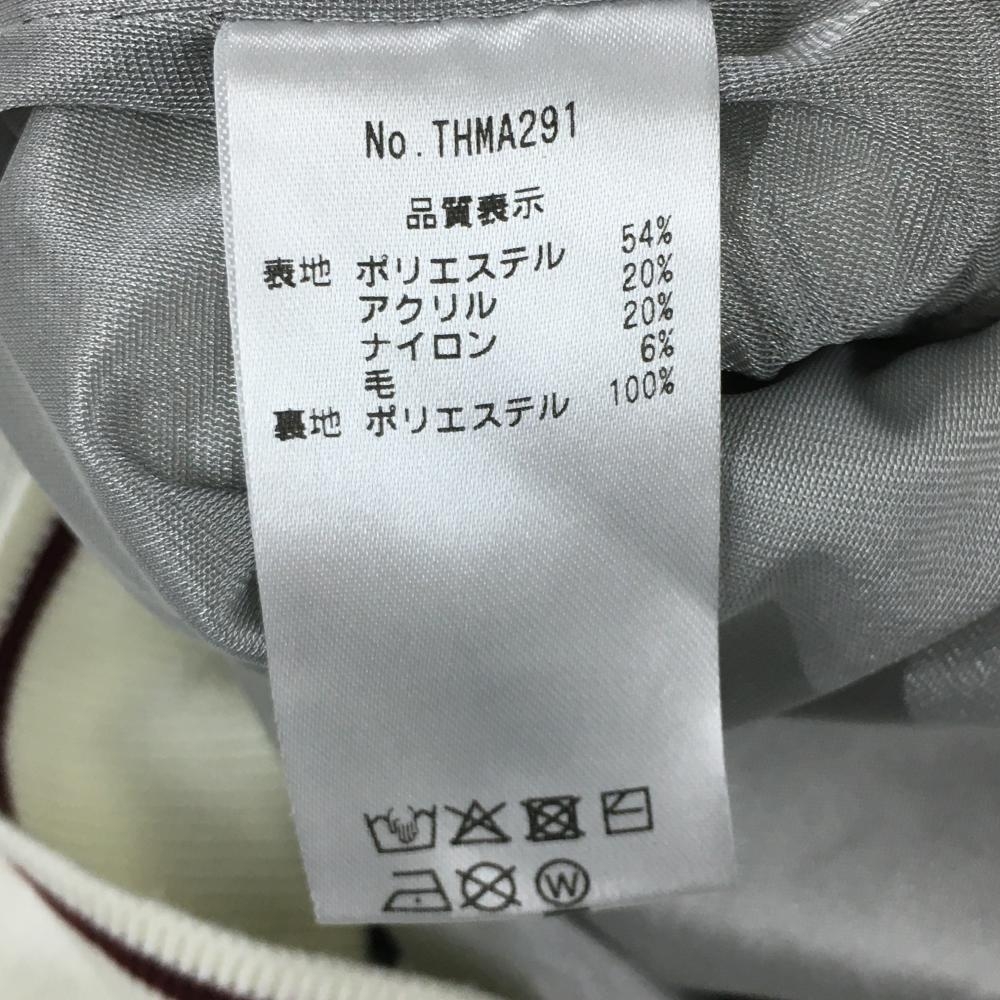 No.THMA291
品質表示
表地 ポリエステル 54%
アクリル 20%
ナイロン 20%
毛 6%
裏地 ポリエステル 100%
W